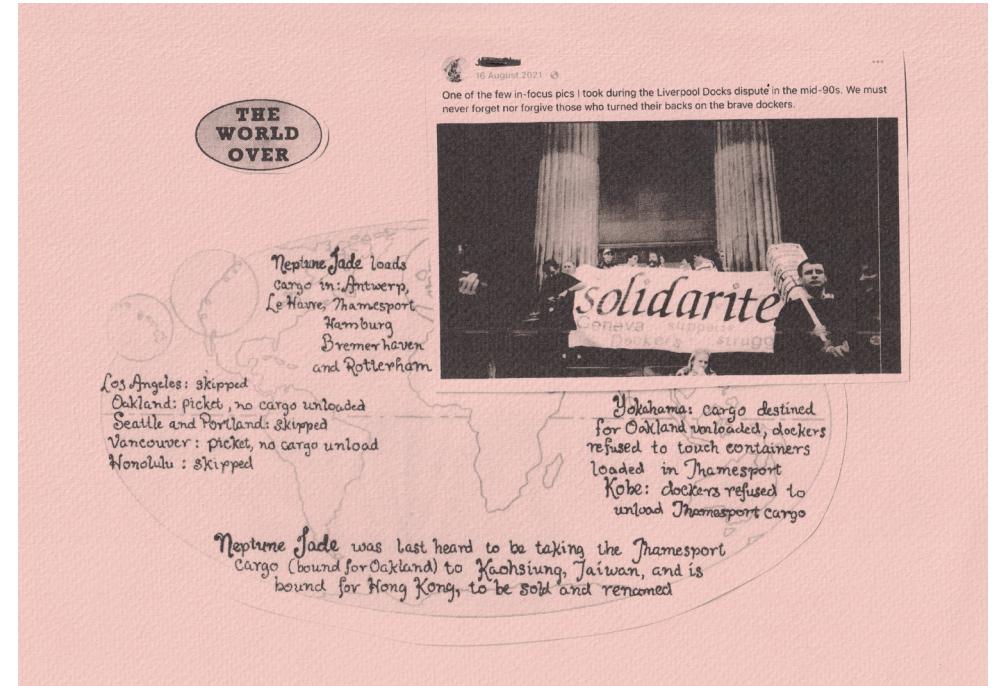 THE
WORLD
OVER
16 August 2021
One of the few in-focus pics I took during the Liverpool Docks dispute in the mid-90s. We must
never forget nor forgive those who turned their backs on the brave dockers.
solidarité
Geneva supports
Dockers strugg
Neptune Jade loads
cargo in: Antwerp,
Le Havre, Thamesport
Hamburg
Bremerhaven
and Rotterham
Los Angeles: skipped
Oakland: picket, no cargo unloaded
Seattle and Portland: skipped
Vancouver: picket, no cargo unload
Honolulu: skipped
Yokahama: cargo destined
for Oakland unloaded, dockers
refused to touch containers
loaded in Thamesport
Kobe: dockers refused to
unload Thamesport cargo
Neptune Jade was last heard to be taking the Thamesport
cargo (bound for Oakland) to Kaohsiung, Taiwan, and is
bound for Hong Kong, to be sold and renamed